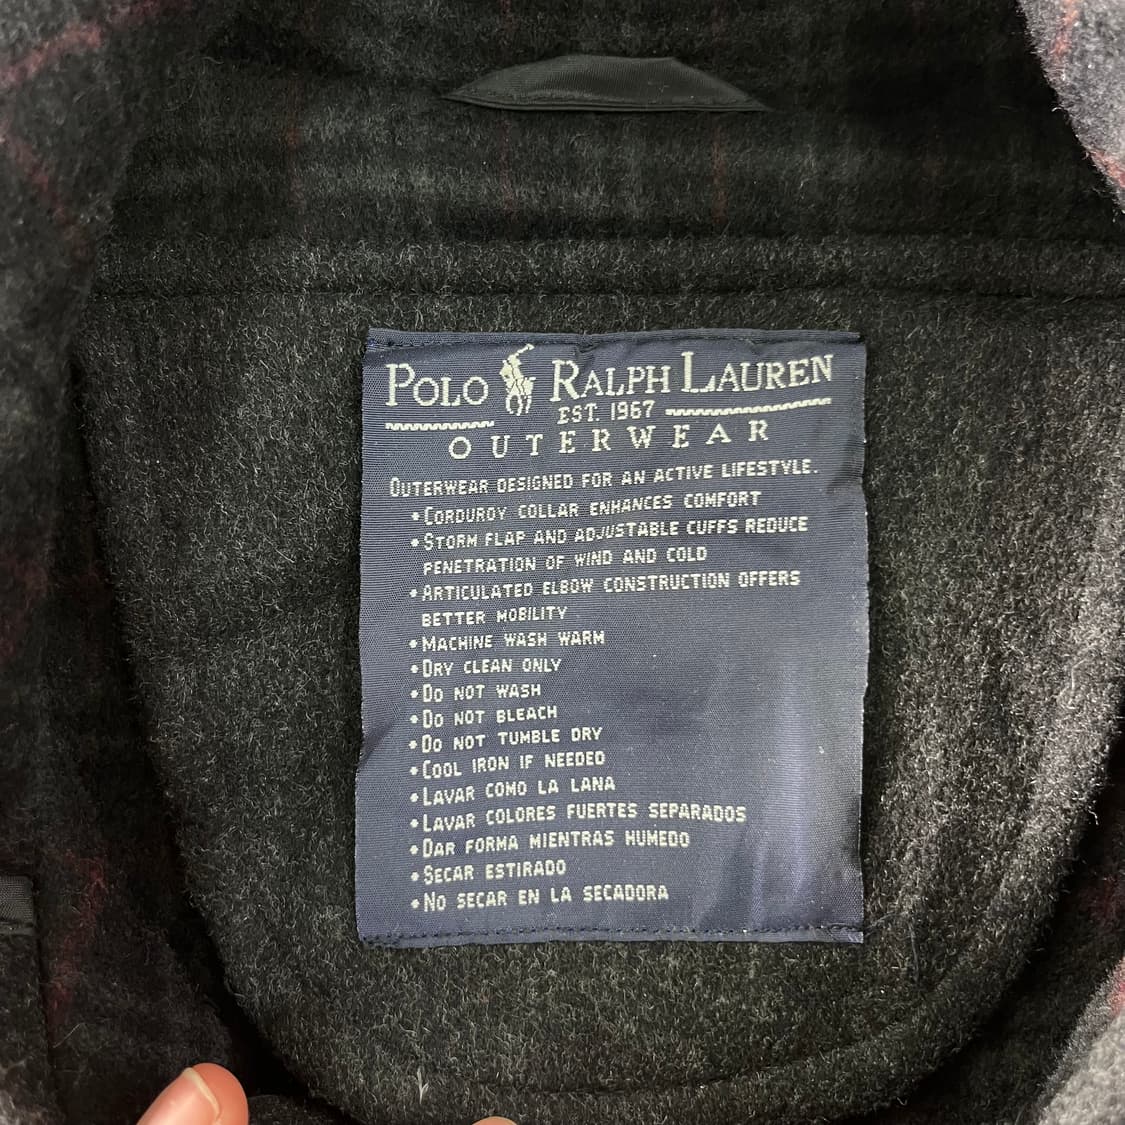 POLO RALPH LAUREN
EST. 1967
OUTERWEAR
OUTERWEAR DESIGNED FOR AN ACTIVE LIFESTYLE.
•CORDUROY COLLAR ENHANCES COMFORT
•STORM FLAP AND ADJUSTABLE CUFFS REDUCE
PENETRATION OF WIND AND COLD
•ARTICULATED ELBOW CONSTRUCTION OFFERS
BETTER MOBILITY
•MACHINE WASH WARM
•DRY CLEAN ONLY
•DO NOT WASH
•DO NOT BLEACH
•DO NOT TUMBLE DRY
•COOL IRON IF NEEDED
•LAVAR COMO LA LANA
•LAVAR COLORES FUERTES SEPARADOS
•DAR FORMA MIENTRAS HUMEDO
•SECAR ESTIRADO
•NO SECAR EN LA SECADORA